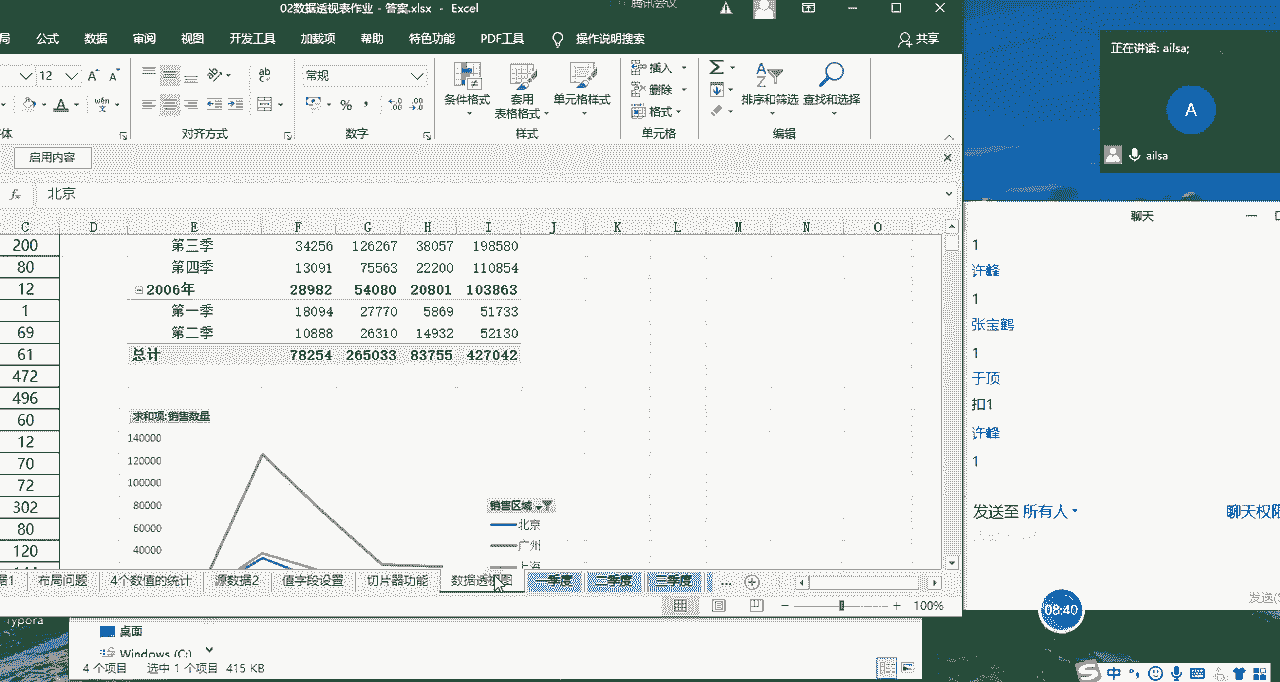 02数据透视表作业 - 答案.xlsx - Excel
腾讯会议
公式 数据 审阅 视图 开发工具 加载项 帮助 特色功能 PDF工具 操作说明搜索 共享
12 常规
条件格式 套用表格格式 单元格样式
插入
删除
格式
排序和筛选 查找和选择
对齐方式 数字 样式 单元格 编辑
启用内容
fx 北京
C D E F G H I J K L M N O
200 第三季 34256 126267 38057 198580
80 第四季 13091 75563 22200 110854
12 2006年 28982 54080 20801 103863
1 第一季 18094 27770 5869 51733
69 第二季 10888 26310 14932 52130
61 总计 78254 265033 83755 427042
472
496
60
12
70
72
302
80
120
求和项:销售数量
140000
120000
100000
80000
60000
40000
销售区域
北京
广州
上海
据1 布局问题 4个数值的统计 源数据2 值字段设置 切片器功能 数据透视图 一季度 二季度 三季度 ...
100%
Typora
桌面
Windows (C:)
4 个项目 选中 1 个项目 415 KB
正在讲话: ailsa;
A
ailsa
聊天
1
许峰
1
张宝鹤
1
于顶
扣1
许峰
1
发送至 所有人 聊天权限
发送(S
08:40
中